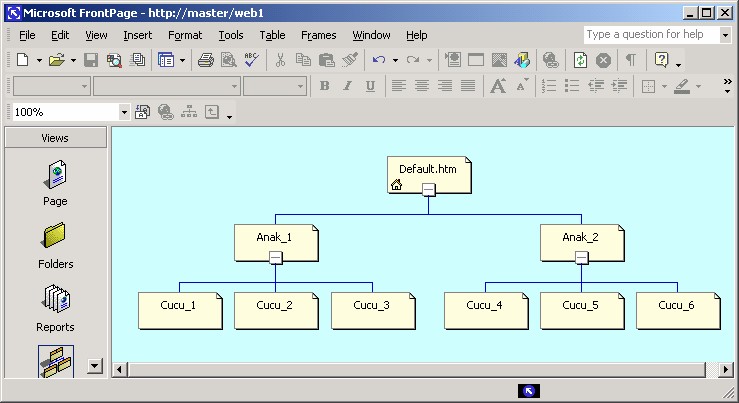 Microsoft FrontPage - http://master/web1
File Edit View Insert Format Tools Table Frames Window Help
Type a question for help
ABC
B I U A A
100%
Views
Page
Folders
Reports
Default.htm
Anak_1 Anak_2
Cucu_1 Cucu_2 Cucu_3 Cucu_4 Cucu_5 Cucu_6